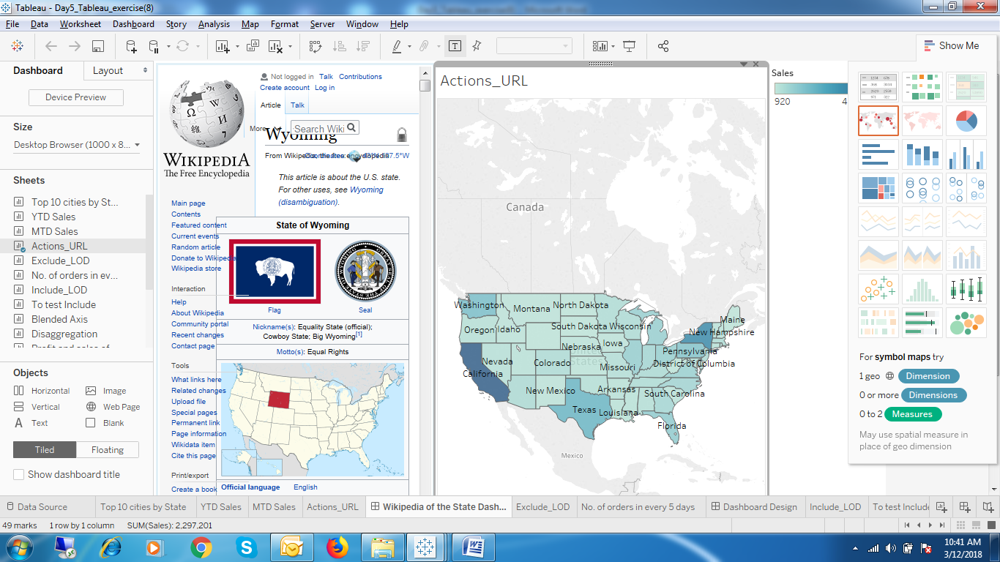 Tableau - Day5_Tableau_exercise(8)
File Data Worksheet Dashboard Story Analysis Map Format Server Window Help
Show Me
Dashboard Layout
Device Preview
Size
Desktop Browser (1000 x 8...
Sheets
Top 10 cities by St...
YTD Sales
MTD Sales
Actions_URL
Exclude_LOD
No. of orders in ev...
Include_LOD
To test Include
Blended Axis
Disaggregation
Objects
Horizontal Image
Vertical Web Page
A Text Blank
Tiled Floating
Show dashboard title
Not logged in Talk Contributions
Create account Log in
Article Talk
More
Search Wiki
Wyoming
From Wikipedia, the free encyclopedia
WIKIPEDIA
The Free Encyclopedia
This article is about the U.S. state.
For other uses, see Wyoming
(disambiguation).
Main page
Contents
Featured content
Current events
Random article
Donate to Wikipedia
Wikipedia store
Interaction
Help
About Wikipedia
Community portal
Recent changes
Contact page
Tools
What links here
Related changes
Upload file
Special pages
Permanent link
Page information
Wikidata item
Cite this page
Print/export
Create a book
State of Wyoming
Flag Seal
Nickname(s): Equality State (official);
Cowboy State; Big Wyoming[1]
Motto(s): Equal Rights
Official language English
Actions_URL
Canada
Washington
Montana
North Dakota
Maine
Oregon
Idaho
South Dakota
Wisconsin
New Hampshire
Nebraska
Iowa
United States
Pennsylvania
Nevada
Colorado
Missouri
District of Columbia
California
New Mexico
Arkansas
South Carolina
Texas
Louisiana
Florida
Mexico
Sales
920 4
For symbol maps try
1 geo Dimension
0 or more Dimensions
0 to 2 Measures
May use spatial measure in
place of geo dimension
Data Source Top 10 cities by State YTD Sales MTD Sales Actions_URL Wikipedia of the State Dash... Exclude_LOD No. of orders in every 5 days Dashboard Design Include_LOD To test Include
49 marks 1 row by 1 column SUM(Sales): 2,297,201
10:41 AM
3/12/2018